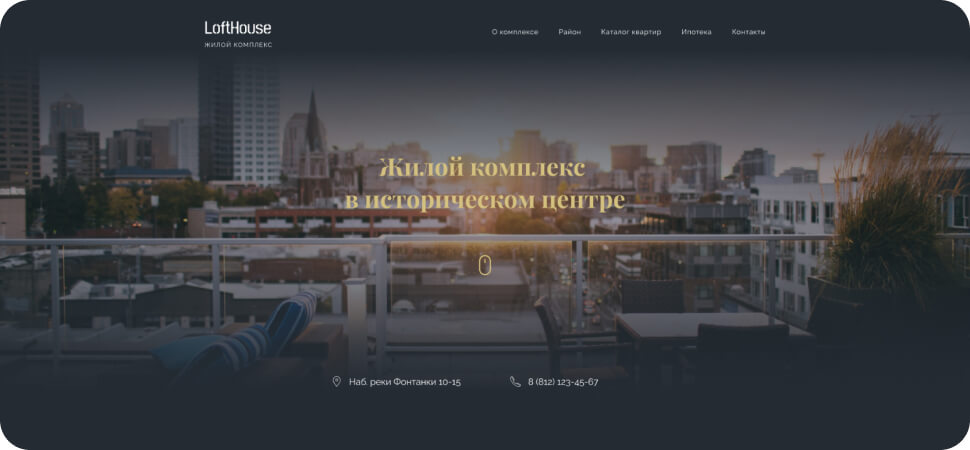 LoftHouse
ЖИЛОЙ КОМПЛЕКС
О комплексе Район Каталог квартир Ипотека Контакты
Жилой комплекс
в историческом центре
Наб. реки Фонтанки 10-15 8 (812) 123-45-67